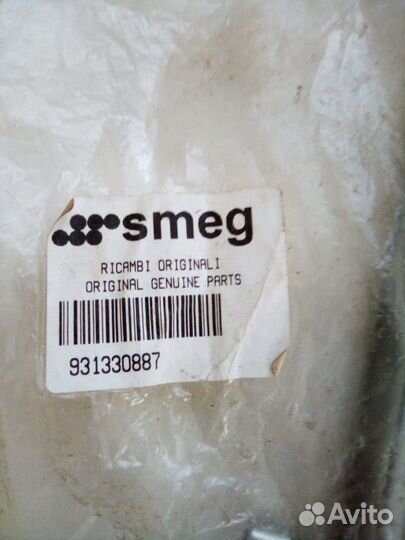 smeg
RICAMBI ORIGINALI
ORIGINAL GENUINE PARTS
931330887
Avito